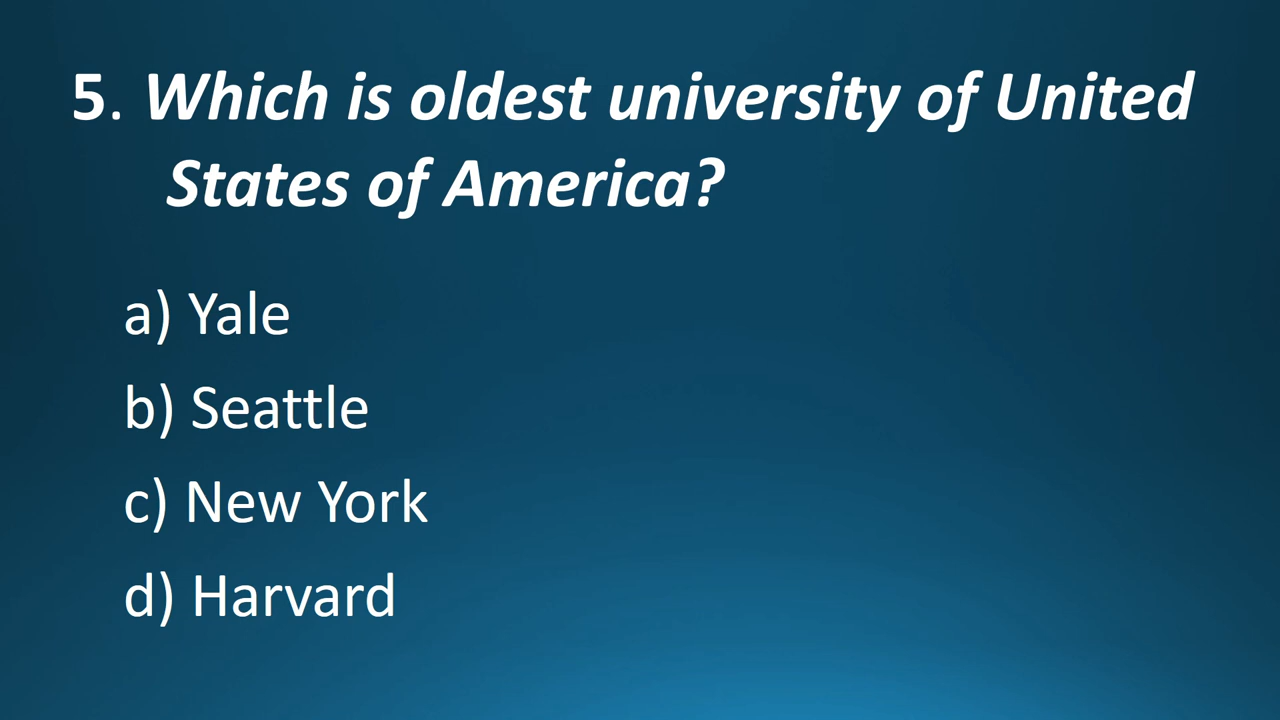 5. Which is oldest university of United
States of America?
a) Yale
b) Seattle
c) New York
d) Harvard